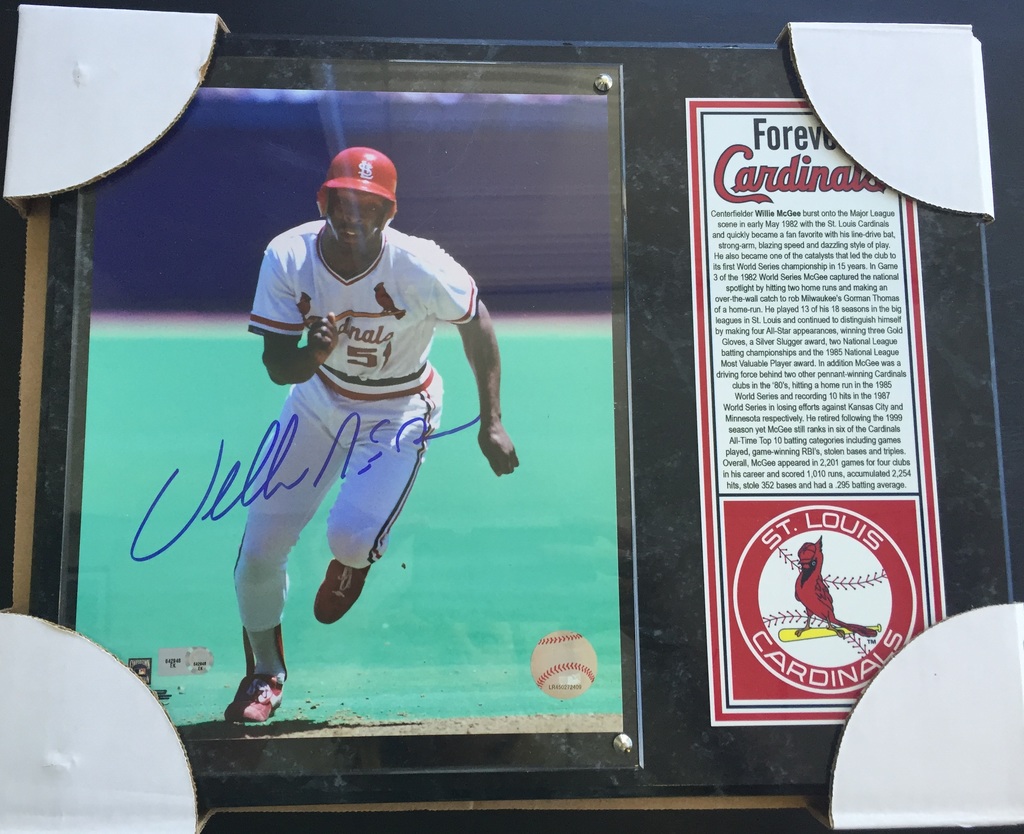 Foreve
Cardinals
Centerfielder Willie McGee burst onto the Major League
scene in early May 1982 with the St. Louis Cardinals
and quickly became a fan favorite with his line-drive bat,
strong-arm, blazing speed and dazzling style of play.
He also became one of the catalysts that led the club to
its first World Series championship in 15 years. In Game
3 of the 1982 World Series McGee captured the national
spotlight by hitting two home runs and making an
over-the-wall catch to rob Milwaukee's Gorman Thomas
of a home-run. He played 13 of his 18 seasons in the big
leagues in St. Louis and continued to distinguish himself
by making four All-Star appearances, winning three Gold
Gloves, a Silver Slugger award, two National League
batting championships and the 1985 National League
Most Valuable Player award. In addition McGee was a
driving force behind two other pennant-winning Cardinals
clubs in the '80's, hitting a home run in the 1985
World Series and recording 10 hits in the 1987
World Series in losing efforts against Kansas City and
Minnesota respectively. He retired following the 1999
season yet McGee still ranks in six of the Cardinals
All-Time Top 10 batting categories including games
played, game-winning RBI's, stolen bases and triples.
Overall, McGee appeared in 2,201 games for four clubs
in his career and scored 1,010 runs, accumulated 2,254
hits, stole 352 bases and had a .295 batting average.
ST. LOUIS
CARDINALS
TM
StL
rdinals
51
Willie McGee